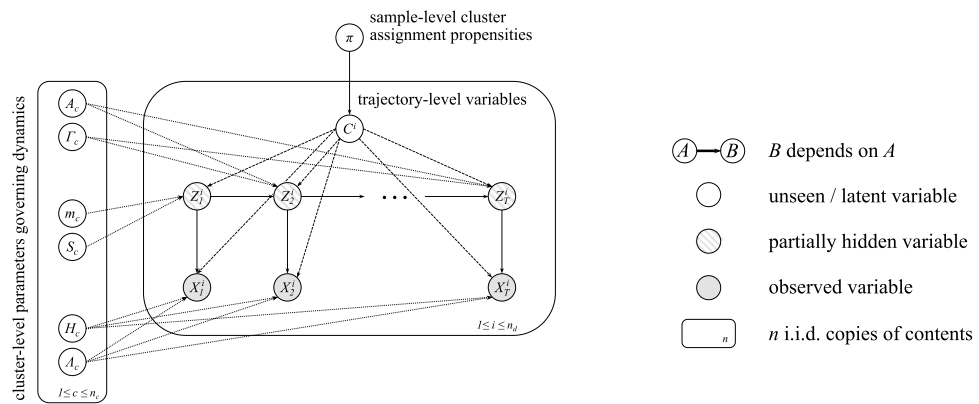 sample-level cluster
assignment propensities
π
trajectory-level variables
C^i
cluster-level parameters governing dynamics
A_c
Γ_c
m_c
S_c
H_c
Λ_c
1 ≤ c ≤ n_c
Z_1^i
Z_2^i
...
Z_T^i
X_1^i
X_2^i
X_T^i
1 ≤ i ≤ n_d
A B B depends on A
unseen / latent variable
partially hidden variable
observed variable
n n i.i.d. copies of contents